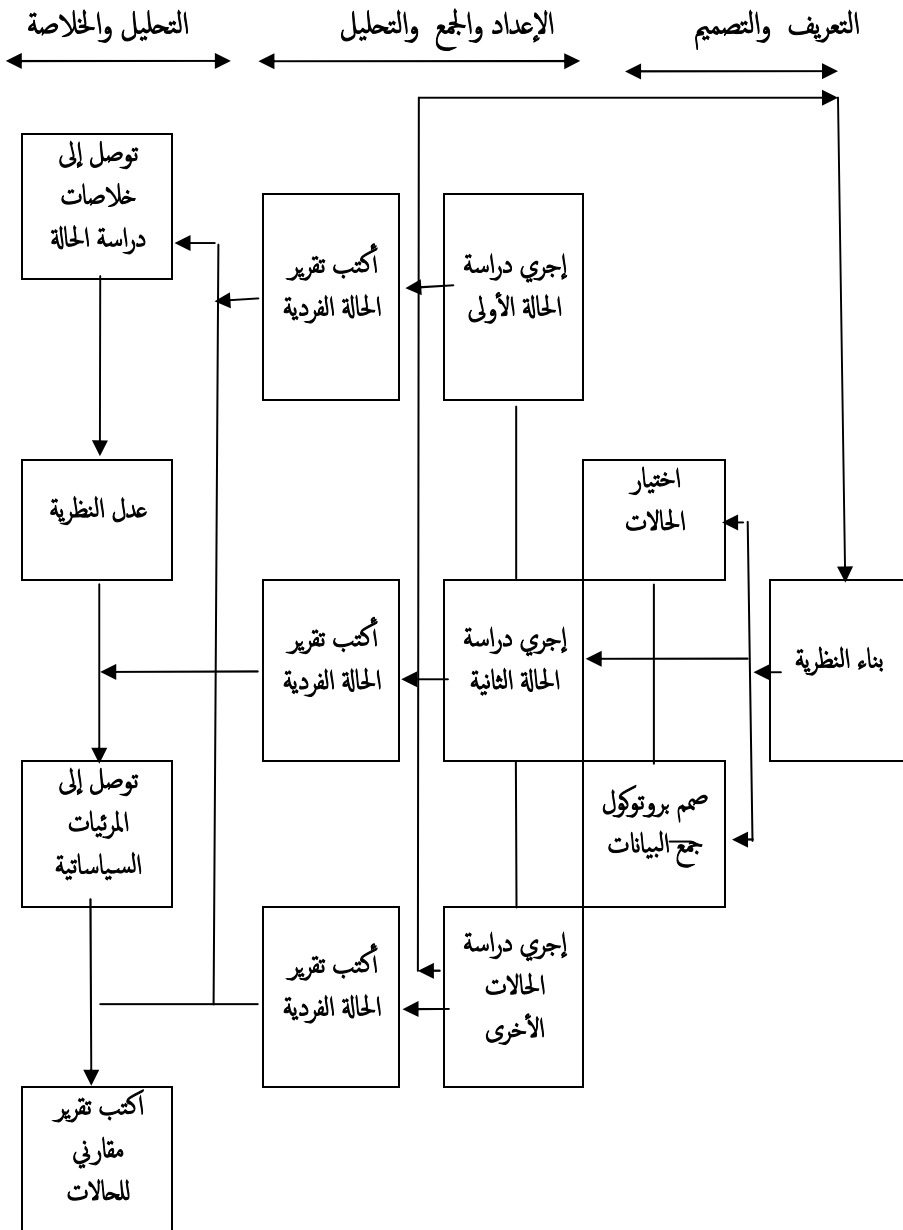 التعريف والتصميم
الإعداد والجمع والتحليل
التحليل والخلاصة
بناء النظرية
اختيار
الحالات
صمم بروتوكول
جمع البيانات
إجري دراسة
الحالة الأولى
إجري دراسة
الحالة الثانية
إجري دراسة
الحالات
الأخرى
أكتب تقرير
الحالة الفردية
أكتب تقرير
الحالة الفردية
أكتب تقرير
الحالة الفردية
توصل إلى
خلاصات
دراسة الحالة
عدل النظرية
توصل إلى
المرئيات
السياساتية
اكتب تقرير
مقارني
للحالات